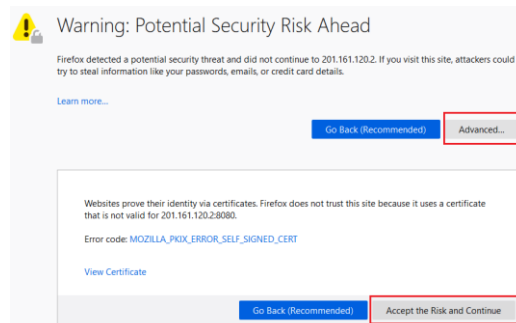 Warning: Potential Security Risk Ahead
Firefox detected a potential security threat and did not continue to 201.161.120.2. If you visit this site, attackers could
try to steal information like your passwords, emails, or credit card details.
Learn more...
Go Back (Recommended) Advanced...
Websites prove their identity via certificates. Firefox does not trust this site because it uses a certificate
that is not valid for 201.161.120.2:8080.
Error code: MOZILLA_PKIX_ERROR_SELF_SIGNED_CERT
View Certificate
Go Back (Recommended) Accept the Risk and Continue